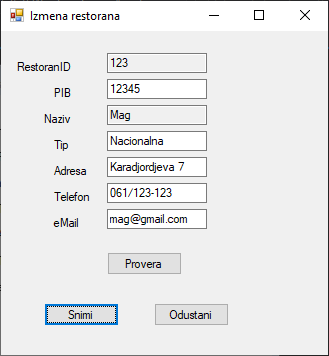 Izmena restorana
RestoranID 123
PIB 12345
Naziv Mag
Tip Nacionalna
Adresa Karadjordjeva 7
Telefon 061/123-123
eMail mag@gmail.com
Provera
Snimi Odustani